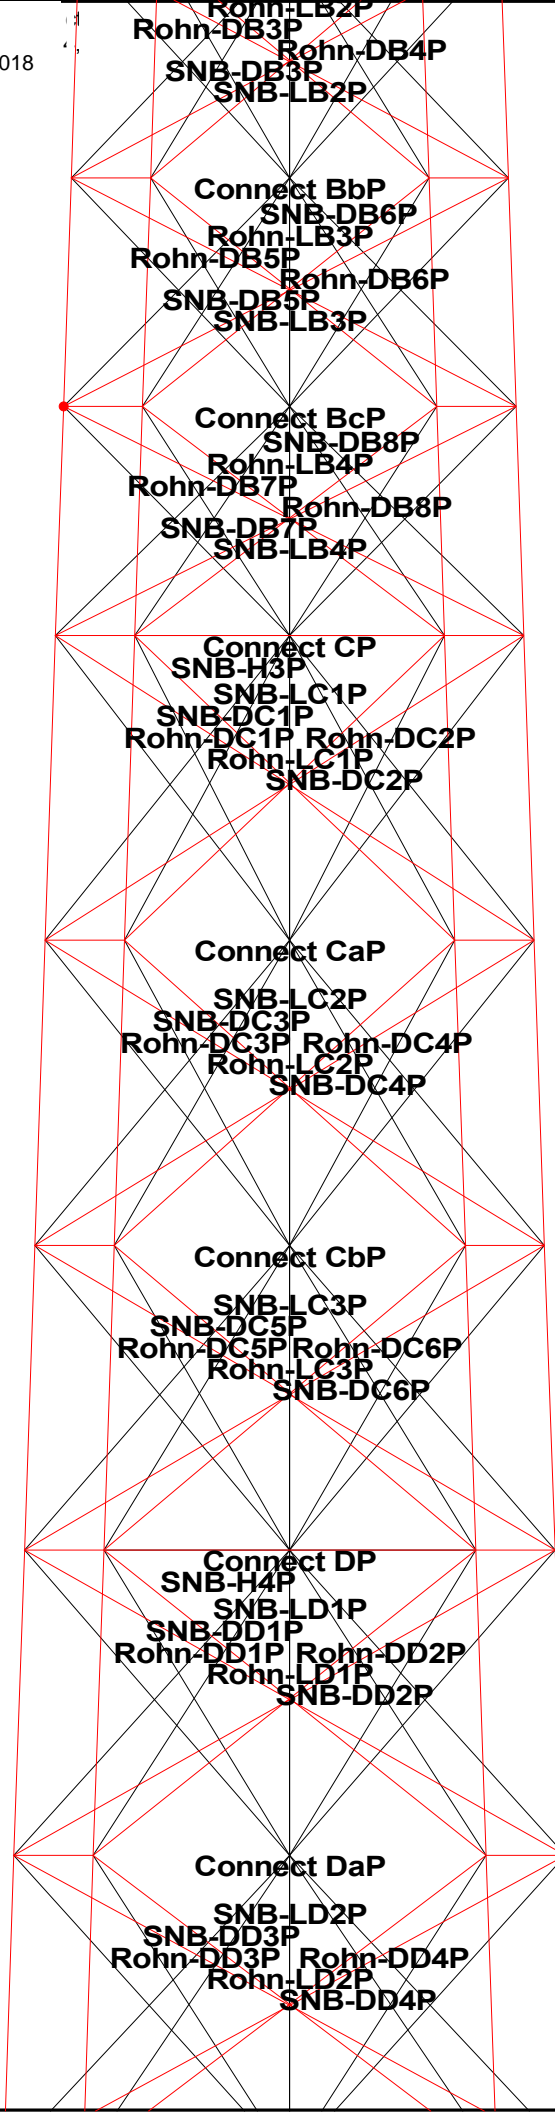 Rohn-LB2P
Rohn-DB3P
Rohn-DB4P
018
SNB-DB3P
SNB-LB2P
Connect BbP
SNB-DB6P
Rohn-LB3P
Rohn-DB5P
Rohn-DB6P
SNB-DB5P
SNB-LB3P
Connect BcP
SNB-DB8P
Rohn-LB4P
Rohn-DB7P
Rohn-DB8P
SNB-DB7P
SNB-LB4P
Connect CP
SNB-H3P
SNB-LC1P
SNB-DC1P
Rohn-DC1P Rohn-DC2P
Rohn-LC1P
SNB-DC2P
Connect CaP
SNB-LC2P
SNB-DC3P
Rohn-DC3P Rohn-DC4P
Rohn-LC2P
SNB-DC4P
Connect CbP
SNB-LC3P
SNB-DC5P
Rohn-DC5P Rohn-DC6P
Rohn-LC3P
SNB-DC6P
Connect DP
SNB-H4P
SNB-LD1P
SNB-DD1P
Rohn-DD1P Rohn-DD2P
Rohn-LD1P
SNB-DD2P
Connect DaP
SNB-LD2P
SNB-DD3P
Rohn-DD3P Rohn-DD4P
Rohn-LD2P
SNB-DD4P